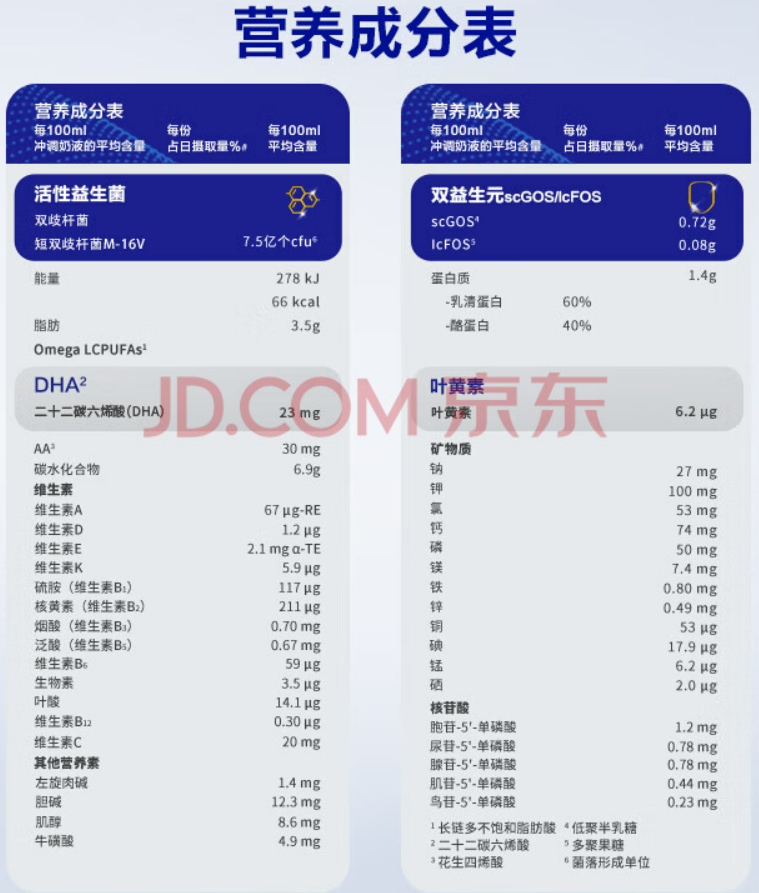 营养成分表
营养成分表
每100ml 每份 每100ml
冲调奶液的平均含量 占日摄取量%# 平均含量
活性益生菌
双歧杆菌
短双歧杆菌M-16V 7.5亿个cfu⁶
能量 278 kJ
66 kcal
脂肪 3.5g
Omega LCPUFAs¹
DHA²
二十二碳六烯酸(DHA) 23 mg
AA³ 30 mg
碳水化合物 6.9g
维生素
维生素A 67 µg-RE
维生素D 1.2 µg
维生素E 2.1 mg α-TE
维生素K 5.9 µg
硫胺（维生素B₁） 117 µg
核黄素（维生素B₂） 211 µg
烟酸（维生素B₃） 0.70 mg
泛酸（维生素B₅） 0.67 mg
维生素B₆ 59 µg
生物素 3.5 µg
叶酸 14.1 µg
维生素B₁₂ 0.30 µg
维生素C 20 mg
其他营养素
左旋肉碱 1.4 mg
胆碱 12.3 mg
肌醇 8.6 mg
牛磺酸 4.9 mg
营养成分表
每100ml 每份 每100ml
冲调奶液的平均含量 占日摄取量%# 平均含量
双益生元scGOS/lcFOS
scGOS⁴ 0.72g
lcFOS⁵ 0.08g
蛋白质 1.4g
-乳清蛋白 60%
-酪蛋白 40%
叶黄素
叶黄素 6.2 µg
矿物质
钠 27 mg
钾 100 mg
氯 53 mg
钙 74 mg
磷 50 mg
镁 7.4 mg
铁 0.80 mg
锌 0.49 mg
铜 53 µg
碘 17.9 µg
锰 6.2 µg
硒 2.0 µg
核苷酸
胞苷-5'-单磷酸 1.2 mg
尿苷-5'-单磷酸 0.78 mg
腺苷-5'-单磷酸 0.78 mg
肌苷-5'-单磷酸 0.44 mg
鸟苷-5'-单磷酸 0.23 mg
¹ 长链多不饱和脂肪酸 ⁴ 低聚半乳糖
² 二十二碳六烯酸 ⁵ 多聚果糖
³ 花生四烯酸 ⁶ 菌落形成单位
JD.COM 京东